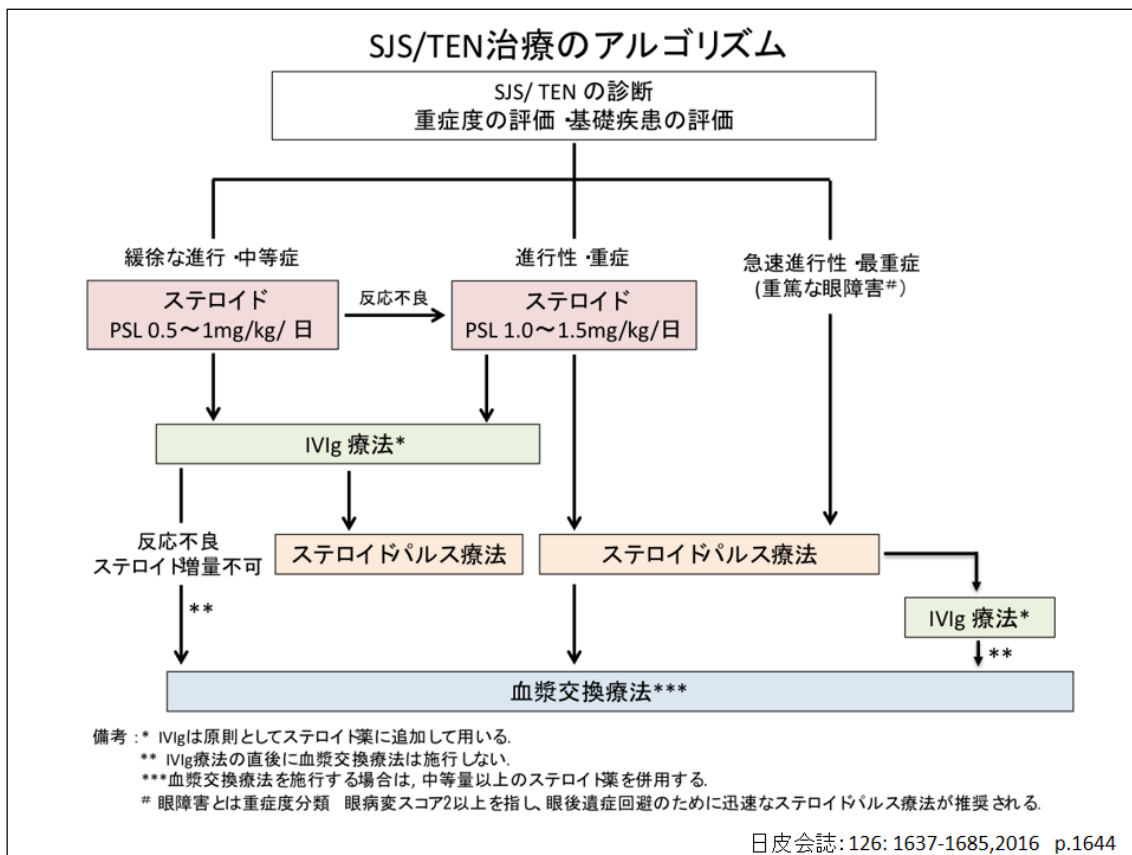 SJS/TEN治療のアルゴリズム
SJS/ TEN の診断
重症度の評価・基礎疾患の評価
緩徐な進行・中等症
進行性・重症
急速進行性・最重症
(重篤な眼障害#)
ステロイド
PSL 0.5～1mg/kg/ 日
反応不良
ステロイド
PSL 1.0～1.5mg/kg/日
IVIg 療法*
反応不良
ステロイド増量不可
**
ステロイドパルス療法
ステロイドパルス療法
IVIg 療法*
**
血漿交換療法***
備考 :* IVIgは原則としてステロイド薬に追加して用いる.
** IVIg療法の直後に血漿交換療法は施行しない.
***血漿交換療法を施行する場合は, 中等量以上のステロイド薬を併用する.
# 眼障害とは重症度分類 眼病変スコア2以上を指し、眼後遺症回避のために迅速なステロイドパルス療法が推奨される.
日皮会誌: 126: 1637-1685,2016 p.1644